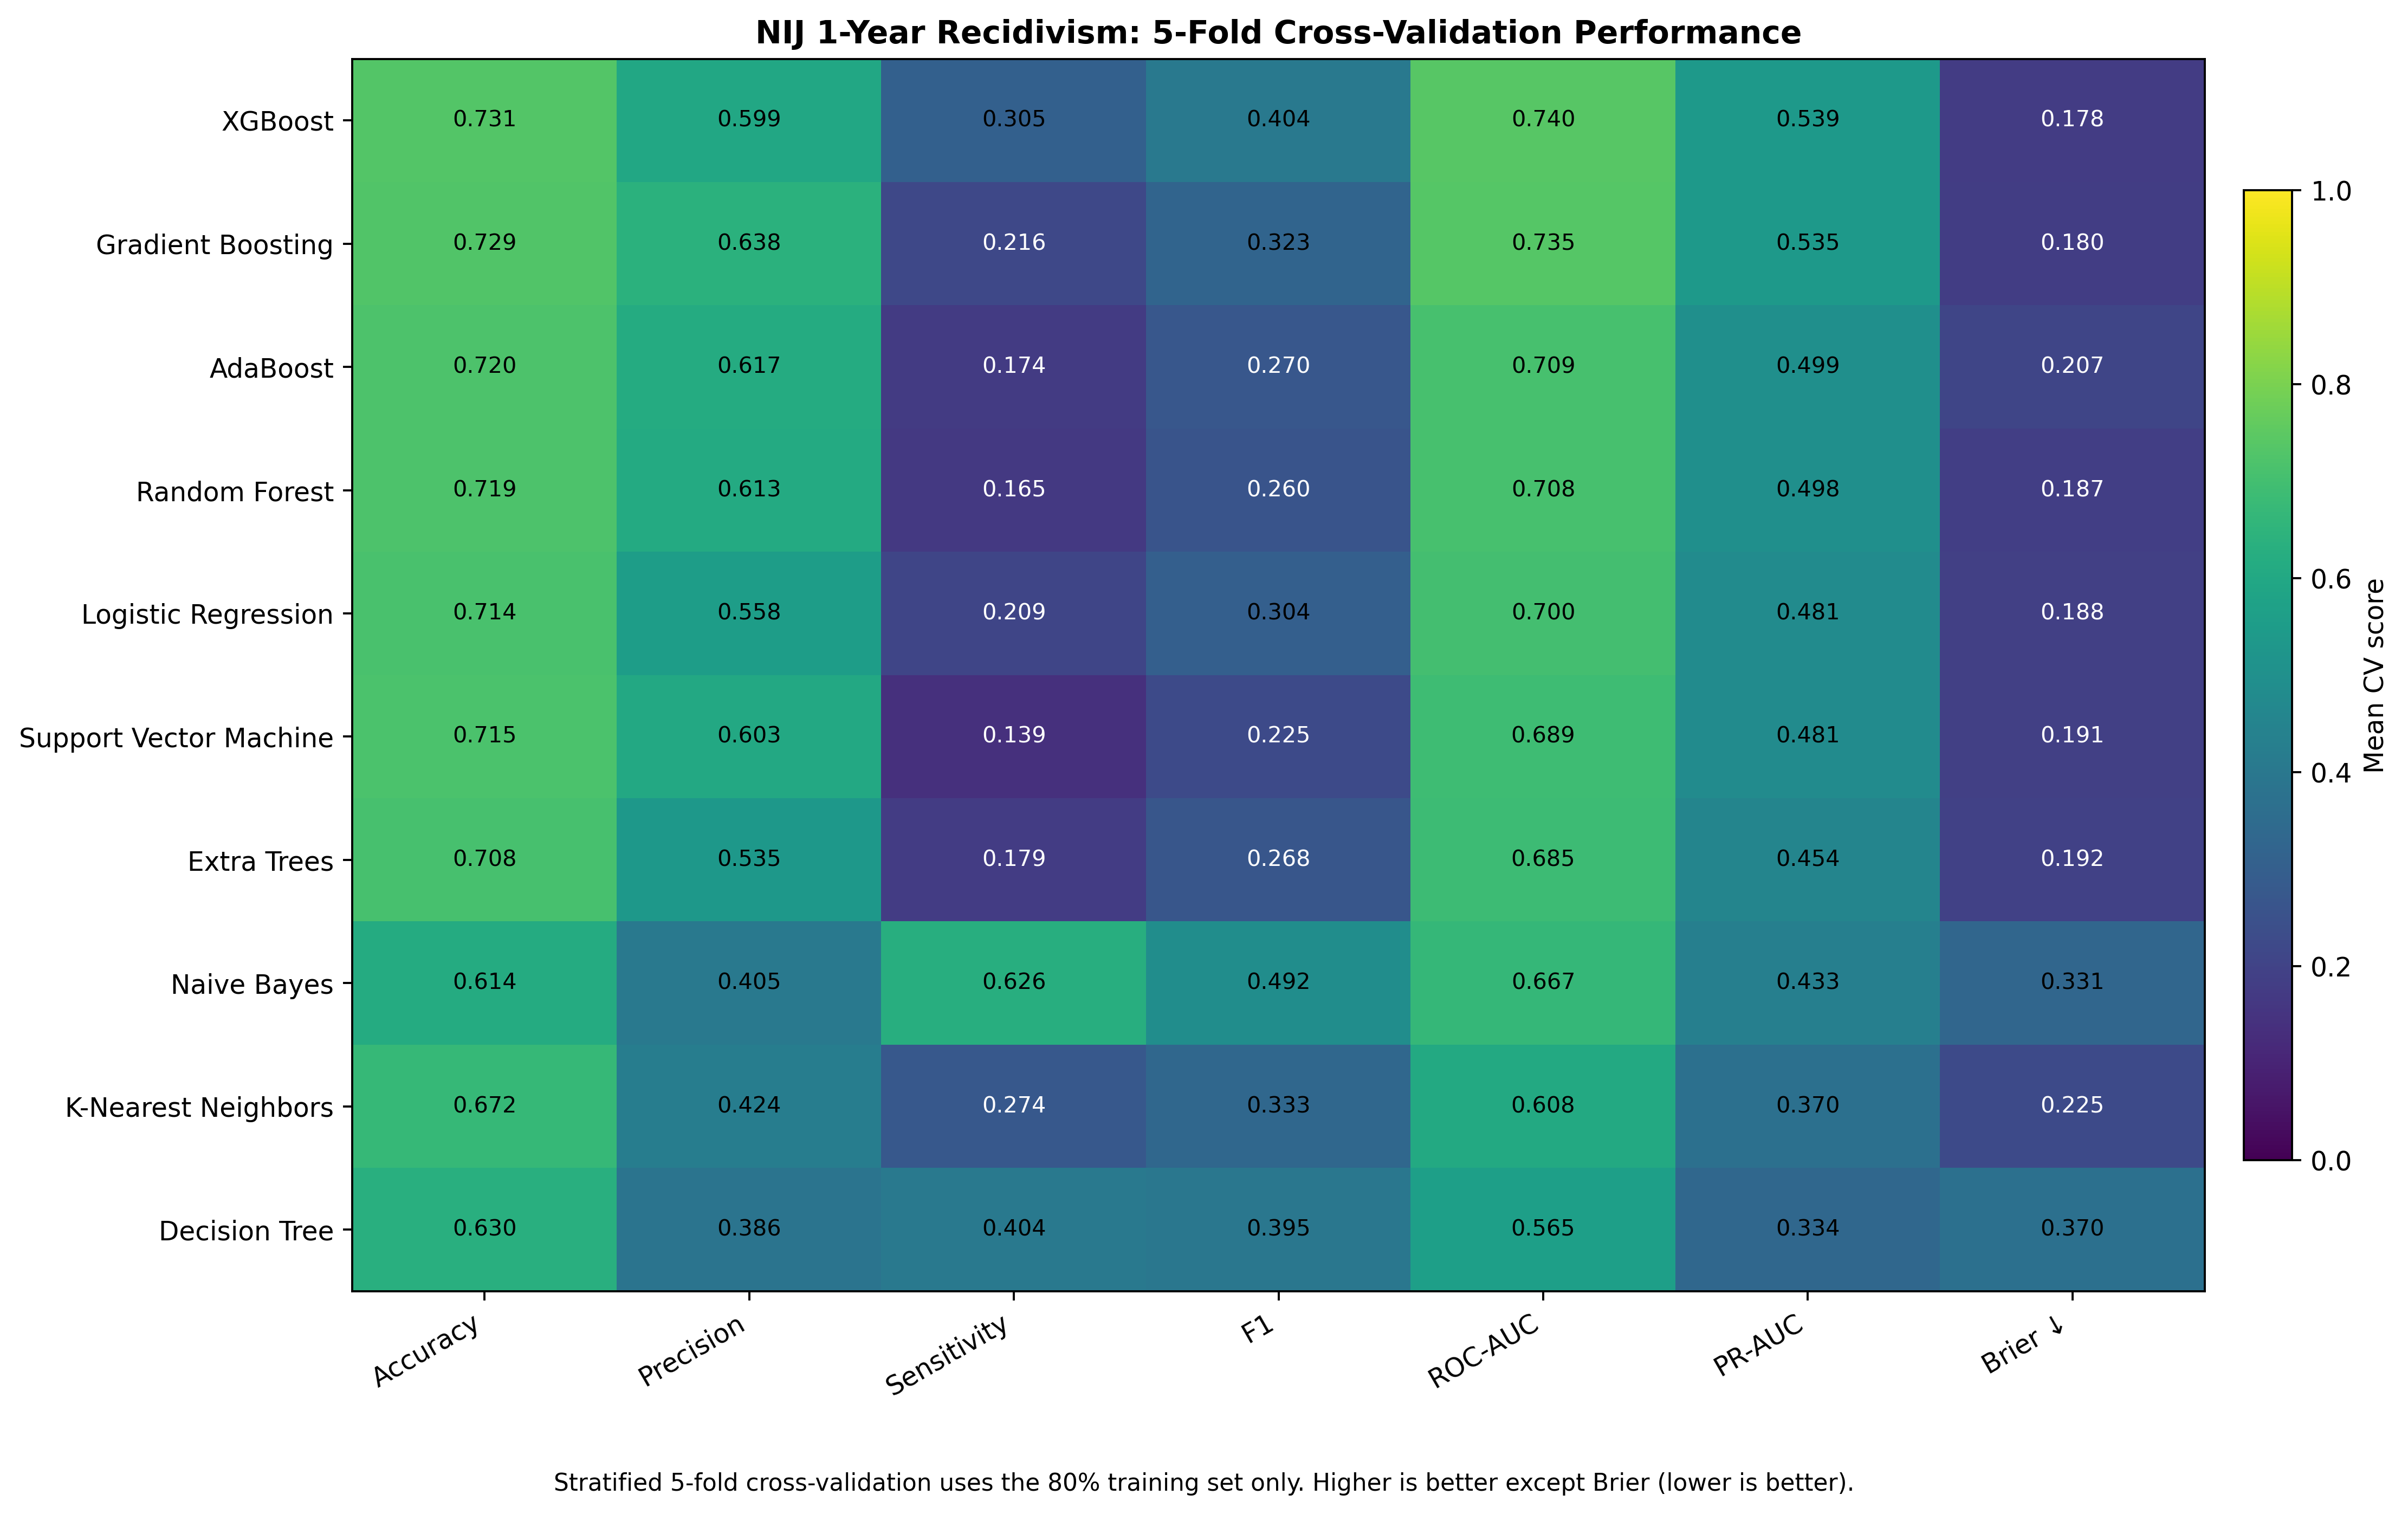 NIJ 1-Year Recidivism: 5-Fold Cross-Validation Performance
XGBoost 0.731 0.599 0.305 0.404 0.740 0.539 0.178
Gradient Boosting 0.729 0.638 0.216 0.323 0.735 0.535 0.180
AdaBoost 0.720 0.617 0.174 0.270 0.709 0.499 0.207
Random Forest 0.719 0.613 0.165 0.260 0.708 0.498 0.187
Logistic Regression 0.714 0.558 0.209 0.304 0.700 0.481 0.188
Support Vector Machine 0.715 0.603 0.139 0.225 0.689 0.481 0.191
Extra Trees 0.708 0.535 0.179 0.268 0.685 0.454 0.192
Naive Bayes 0.614 0.405 0.626 0.492 0.667 0.433 0.331
K-Nearest Neighbors 0.672 0.424 0.274 0.333 0.608 0.370 0.225
Decision Tree 0.630 0.386 0.404 0.395 0.565 0.334 0.370
Accuracy Precision Sensitivity F1 ROC-AUC PR-AUC Brier ↓
1.0
0.8
0.6
0.4
0.2
0.0
Mean CV score
Stratified 5-fold cross-validation uses the 80% training set only. Higher is better except Brier (lower is better).